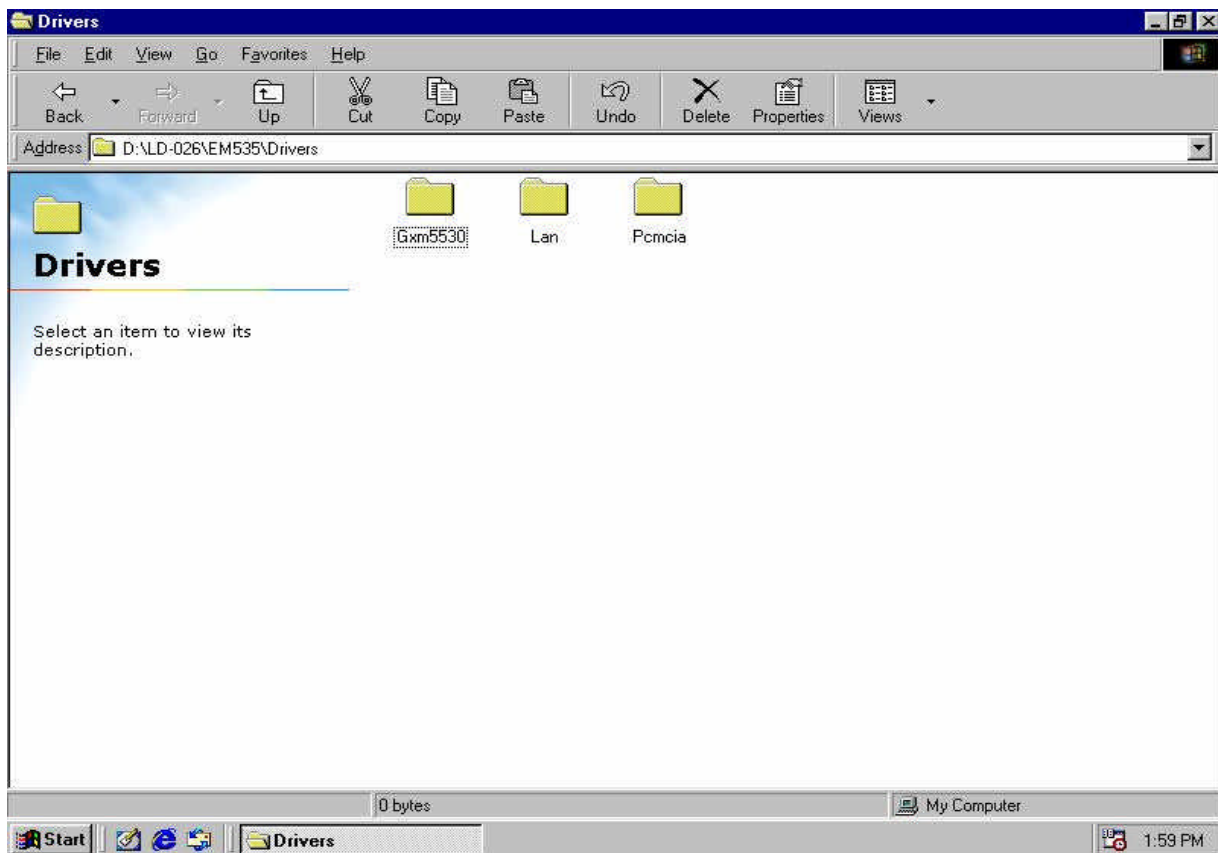 Drivers
File Edit View Go Favorites Help
Back Forward Up Cut Copy Paste Undo Delete Properties Views
Address D:\LD-026\EM535\Drivers
Gxm5530 Lan Pcmcia
Drivers
Select an item to view its
description.
0 bytes My Computer
Start Drivers 1:59 PM